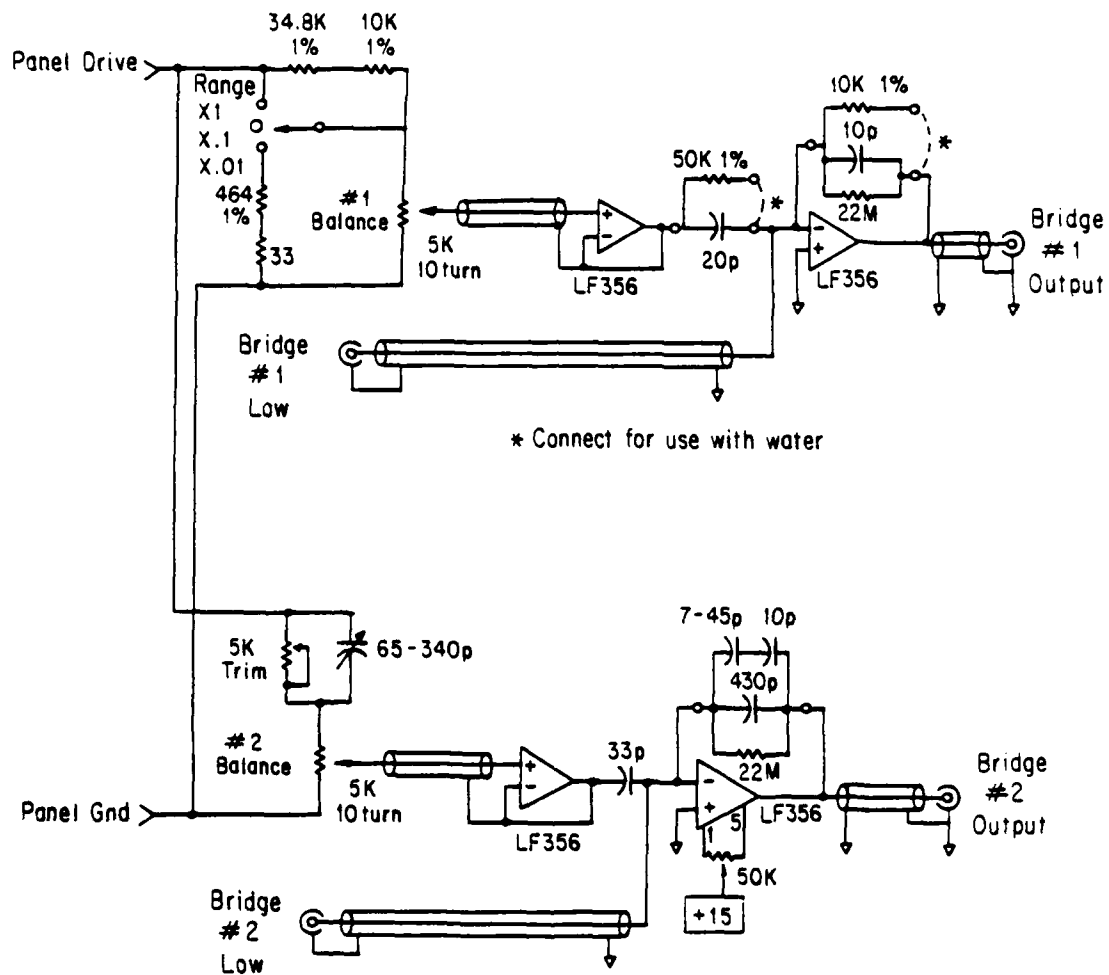 34.8K 10K
1% 1%
Panel Drive
Range
X1
X.1
X.01
464
1%
33
#1
Balance
5K
10 turn
+
−
LF356
50K 1%
*
20p
10K 1%
10p
*
22M
−
+
LF356
Bridge
#1
Output
Bridge
#1
Low
* Connect for use with water
5K
Trim
65-340p
#2
Balance
5K
10 turn
Panel Gnd
+
−
LF356
33p
7-45p 10p
430p
22M
−
+
1 5
LF356
50K
+15
Bridge
#2
Output
Bridge
#2
Low